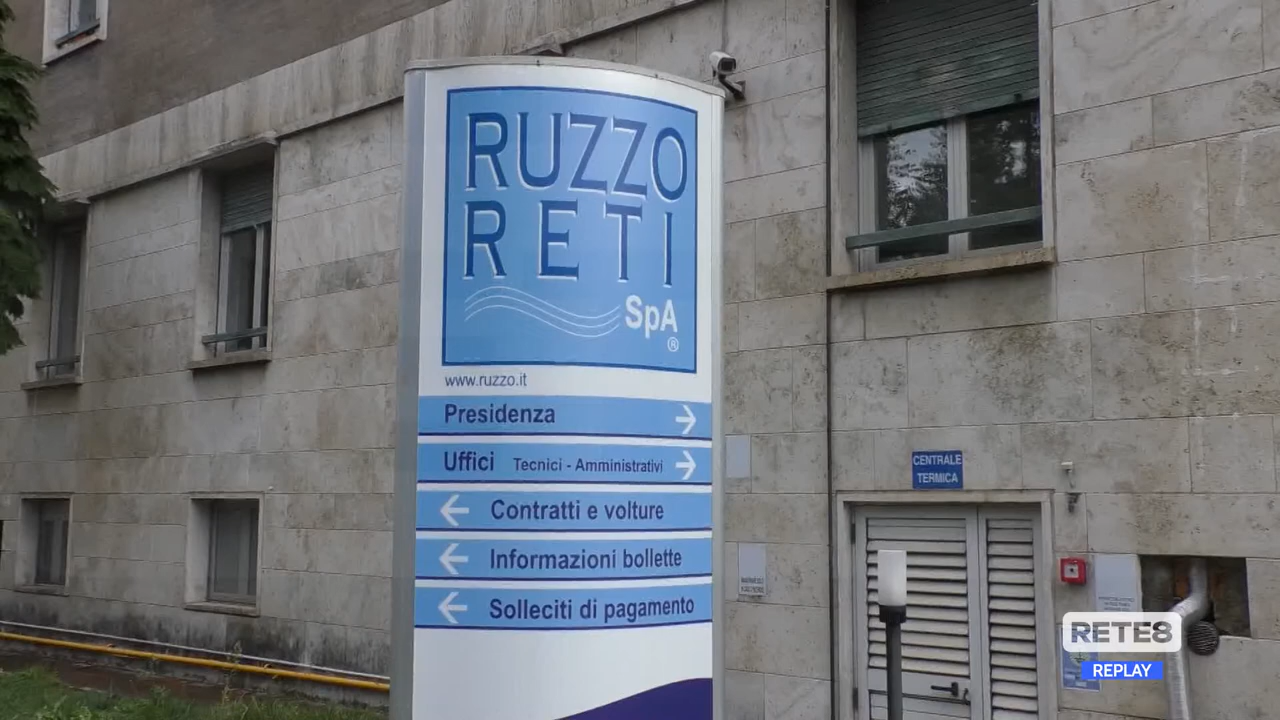 RUZZO
RETI
SpA
®
www.ruzzo.it
Presidenza
Uffici Tecnici - Amministrativi
Contratti e volture
Informazioni bollette
Solleciti di pagamento
CENTRALE
TERMICA
RETE8
REPLAY